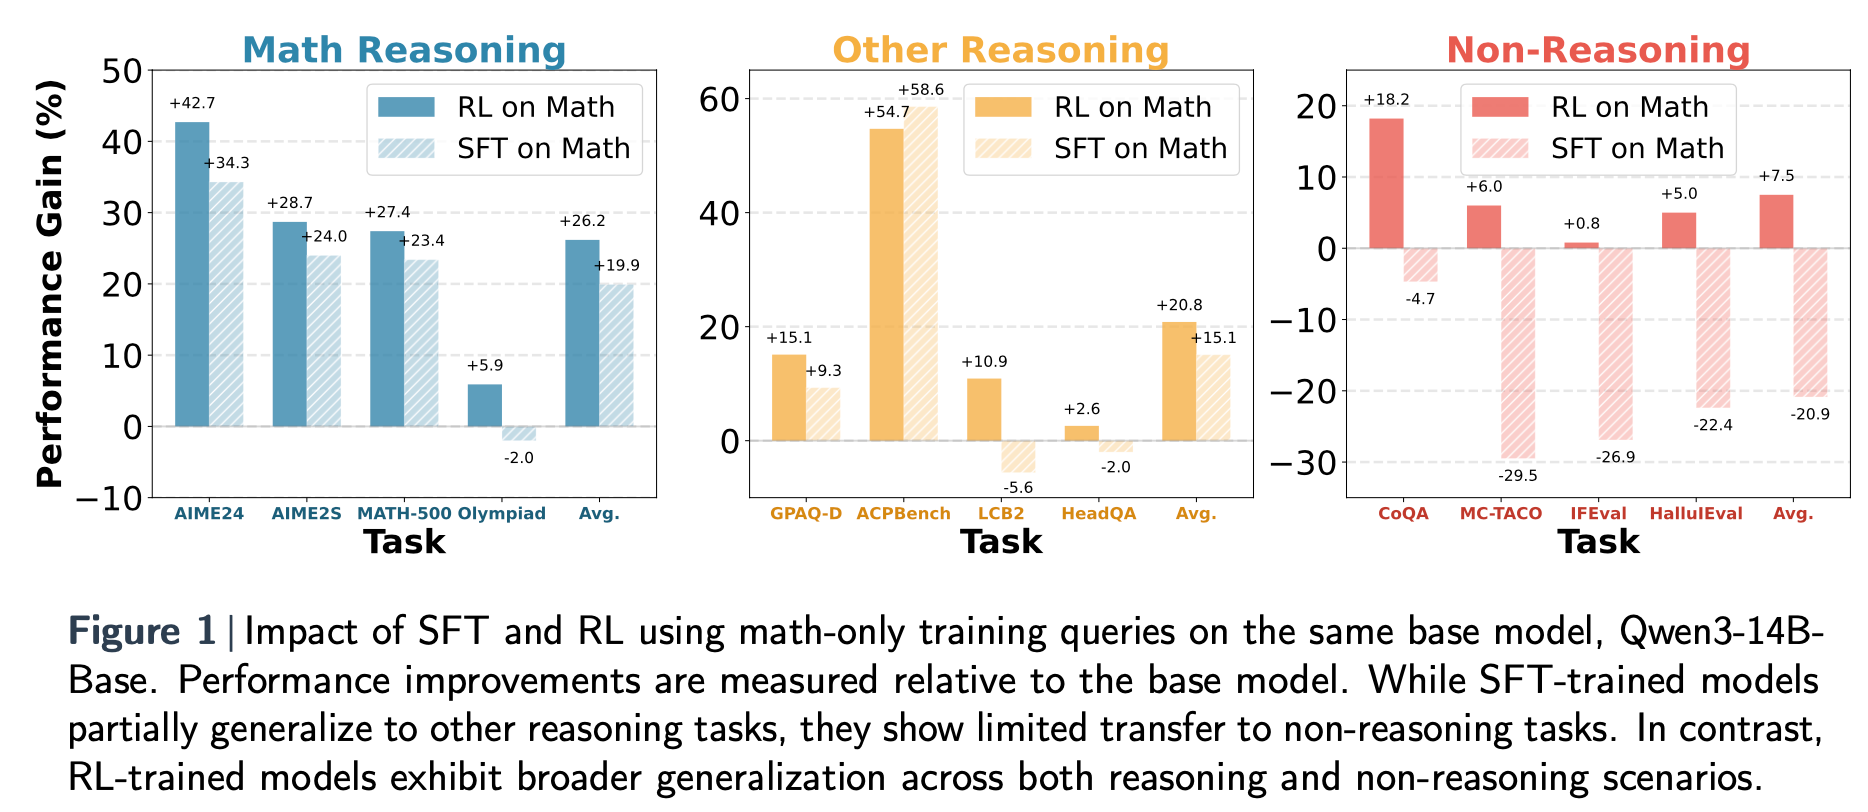 Math Reasoning
Performance Gain (%)
50
40
30
20
10
0
−10
RL on Math
SFT on Math
+42.7
+34.3
+28.7
+24.0
+27.4
+23.4
+5.9
-2.0
+26.2
+19.9
AIME24 AIME2S MATH-500 Olympiad Avg.
Task
Other Reasoning
60
40
20
0
RL on Math
SFT on Math
+15.1
+9.3
+54.7
+58.6
+10.9
-5.6
+2.6
-2.0
+20.8
+15.1
GPAQ-D ACPBench LCB2 HeadQA Avg.
Task
Non-Reasoning
20
10
0
−10
−20
−30
RL on Math
SFT on Math
+18.2
-4.7
+6.0
-29.5
+0.8
-26.9
+5.0
-22.4
+7.5
-20.9
CoQA MC-TACO IFEval HalluIEval Avg.
Task
Figure 1 | Impact of SFT and RL using math-only training queries on the same base model, Qwen3-14B-
Base. Performance improvements are measured relative to the base model. While SFT-trained models
partially generalize to other reasoning tasks, they show limited transfer to non-reasoning tasks. In contrast,
RL-trained models exhibit broader generalization across both reasoning and non-reasoning scenarios.